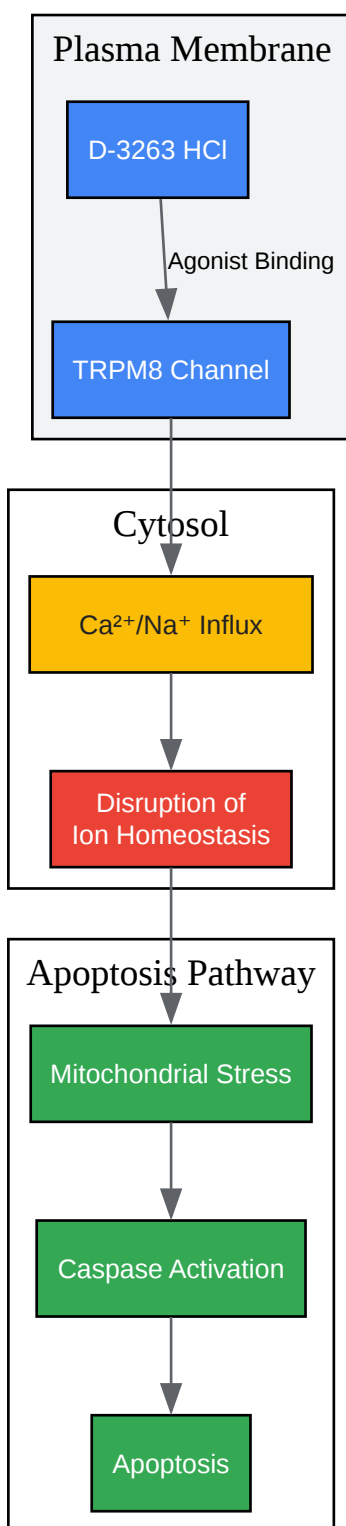 Plasma Membrane
D-3263 HCl
Agonist Binding
TRPM8 Channel
Cytosol
Ca²⁺/Na⁺ Influx
Disruption of
Ion Homeostasis
Apoptosis Pathway
Mitochondrial Stress
Caspase Activation
Apoptosis